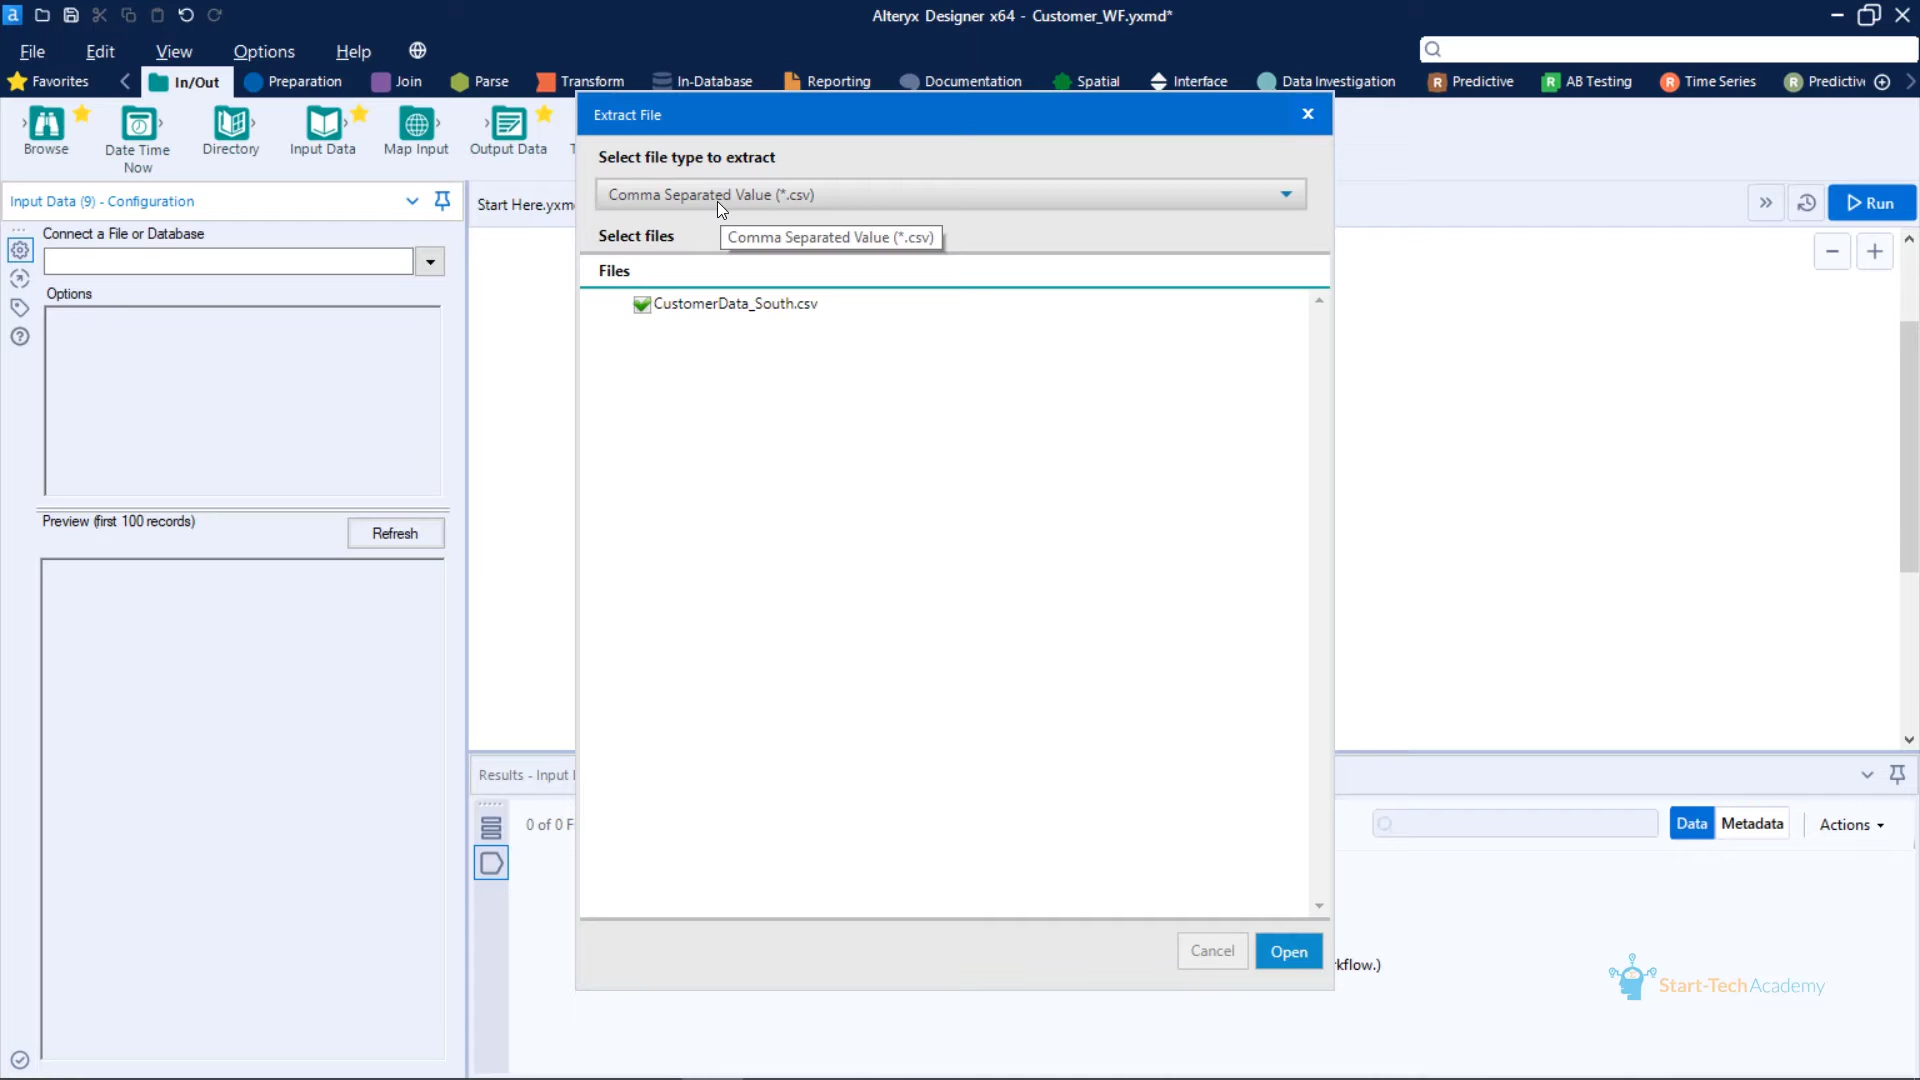 Alteryx Designer x64 - Customer_WF.yxmd*
File Edit View Options Help
Favorites In/Out Preparation Join Parse Transform In-Database Reporting Documentation Spatial Interface Data Investigation Predictive AB Testing Time Series Predictiv
Browse
Date Time Now
Directory
Input Data
Map Input
Output Data
Extract File
Select file type to extract
Comma Separated Value (*.csv)
Select files
Comma Separated Value (*.csv)
Files
CustomerData_South.csv
Cancel Open
Input Data (9) - Configuration
Connect a File or Database
Options
Preview (first 100 records)
Refresh
Start Here.yxm
Run
Results - Input
0 of 0 F
Data Metadata Actions
kflow.)
Start-Tech Academy